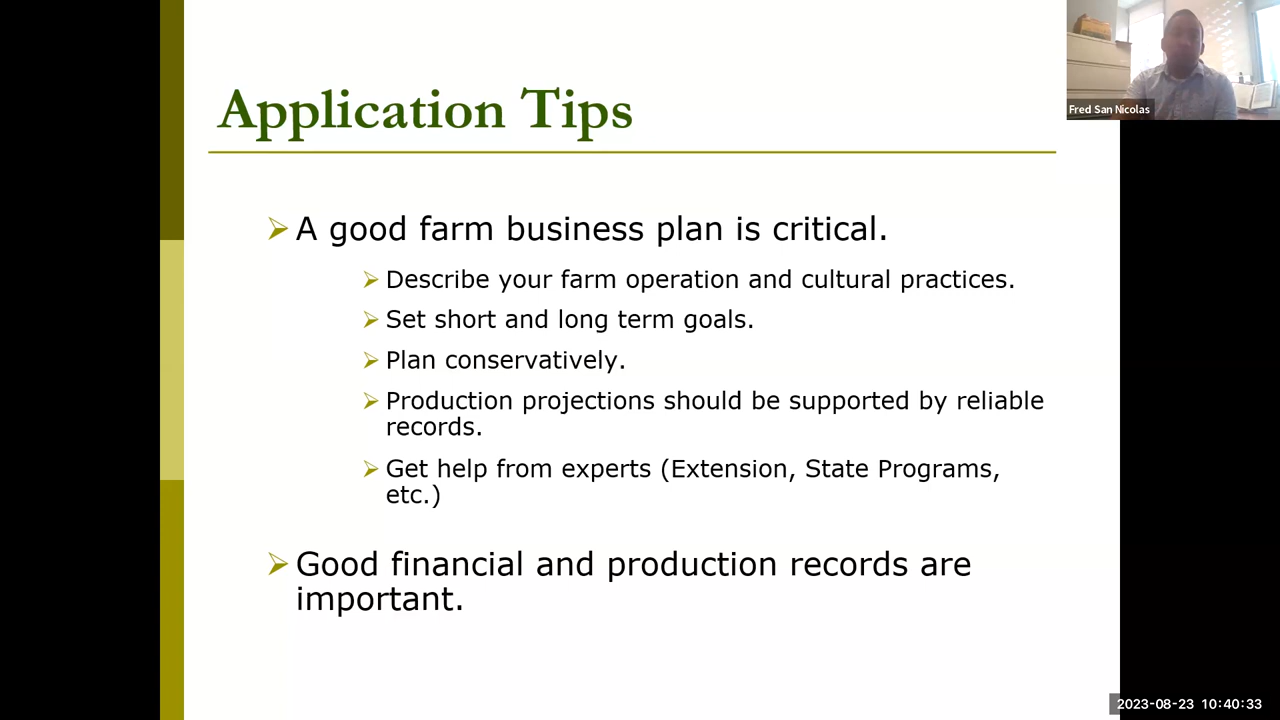 Application Tips
Fred San Nicolas
A good farm business plan is critical.
Describe your farm operation and cultural practices.
Set short and long term goals.
Plan conservatively.
Production projections should be supported by reliable
records.
Get help from experts (Extension, State Programs,
etc.)
Good financial and production records are
important.
2023-08-23 10:40:33